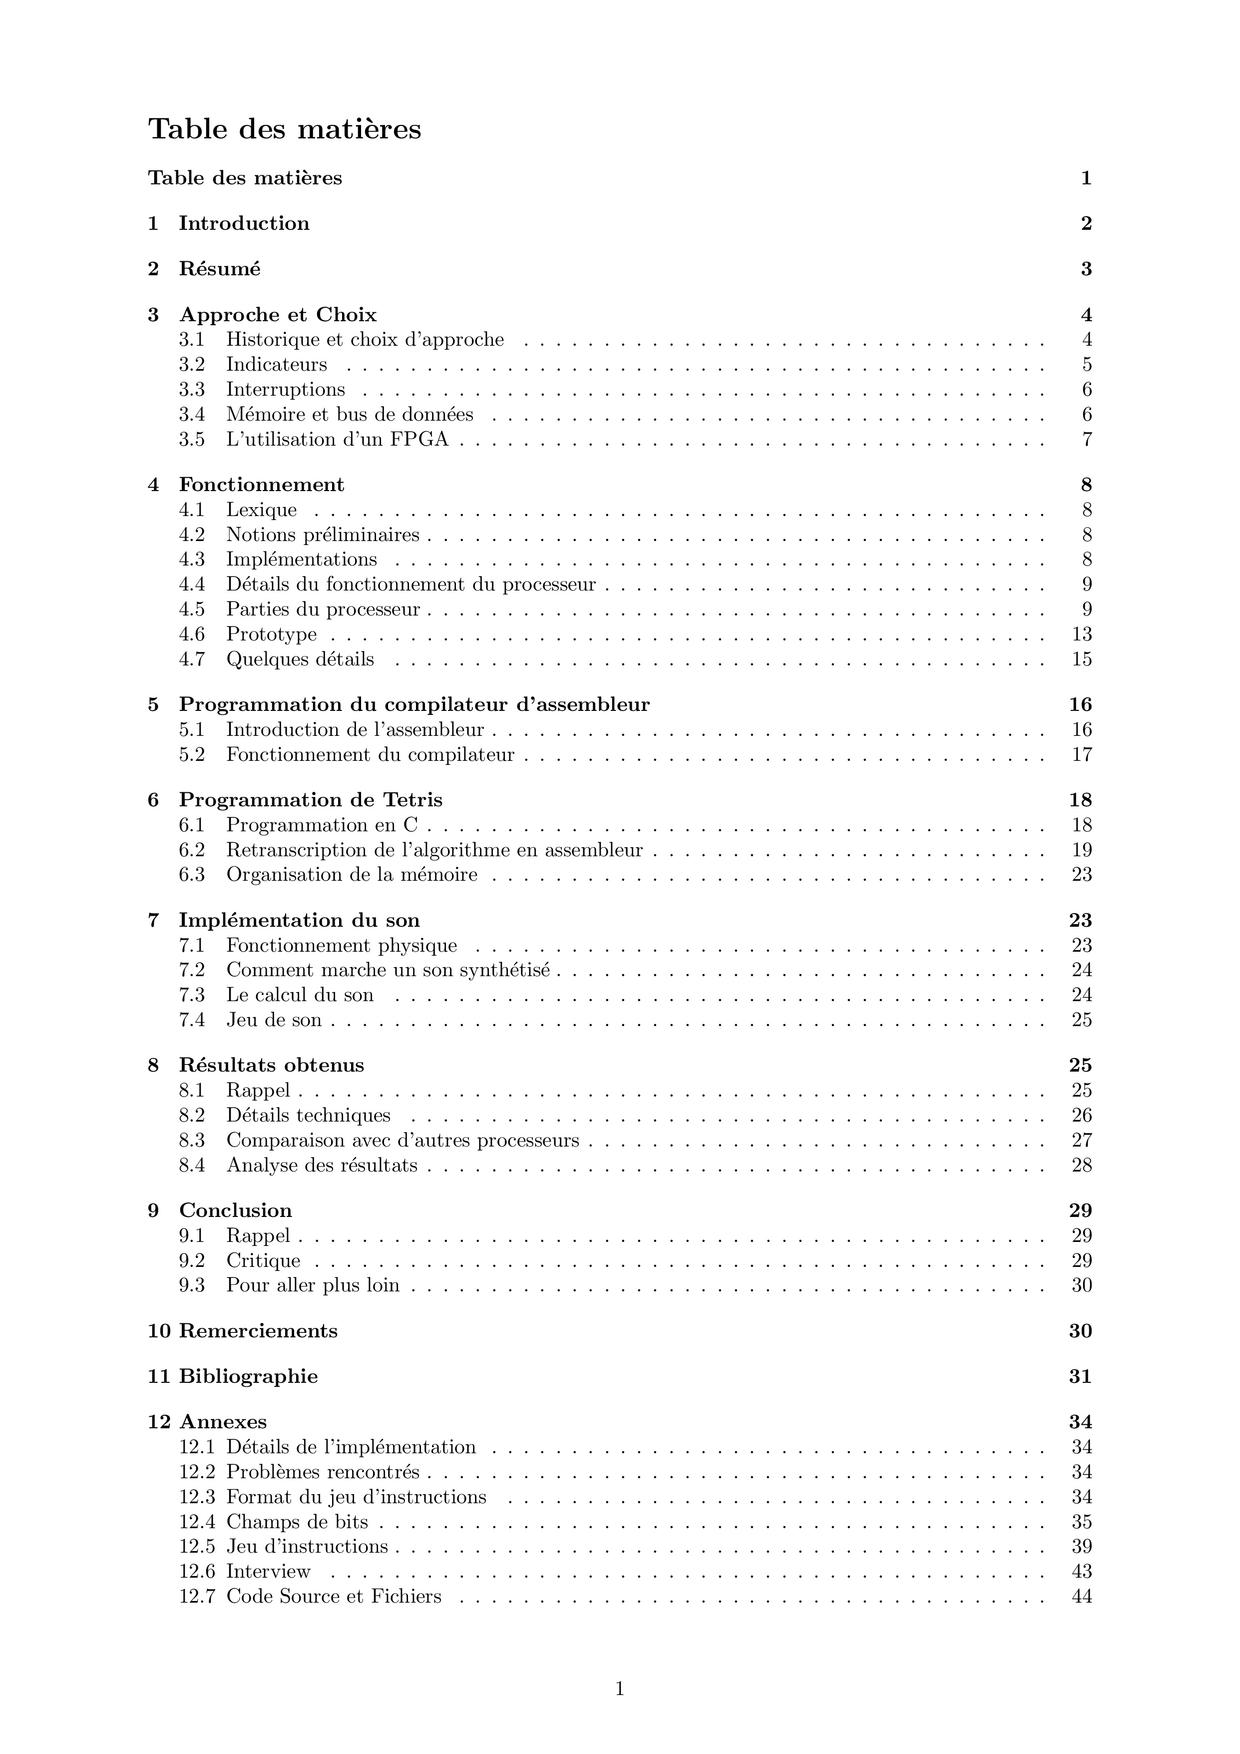 Table des matières
Table des matières 1
1 Introduction 2
2 Résumé 3
3 Approche et Choix 4
3.1 Historique et choix d'approche . . . . . . . . . . . . . . . . . . . . . . . . . . . . . . . . . 4
3.2 Indicateurs . . . . . . . . . . . . . . . . . . . . . . . . . . . . . . . . . . . . . . . . . . . . 5
3.3 Interruptions . . . . . . . . . . . . . . . . . . . . . . . . . . . . . . . . . . . . . . . . . . . 6
3.4 Mémoire et bus de données . . . . . . . . . . . . . . . . . . . . . . . . . . . . . . . . . . . 6
3.5 L'utilisation d'un FPGA . . . . . . . . . . . . . . . . . . . . . . . . . . . . . . . . . . . . . 7
4 Fonctionnement 8
4.1 Lexique . . . . . . . . . . . . . . . . . . . . . . . . . . . . . . . . . . . . . . . . . . . . . . 8
4.2 Notions préliminaires . . . . . . . . . . . . . . . . . . . . . . . . . . . . . . . . . . . . . . . 8
4.3 Implémentations . . . . . . . . . . . . . . . . . . . . . . . . . . . . . . . . . . . . . . . . . 8
4.4 Détails du fonctionnement du processeur . . . . . . . . . . . . . . . . . . . . . . . . . . . . 9
4.5 Parties du processeur . . . . . . . . . . . . . . . . . . . . . . . . . . . . . . . . . . . . . . . 9
4.6 Prototype . . . . . . . . . . . . . . . . . . . . . . . . . . . . . . . . . . . . . . . . . . . . . 13
4.7 Quelques détails . . . . . . . . . . . . . . . . . . . . . . . . . . . . . . . . . . . . . . . . . 15
5 Programmation du compilateur d'assembleur 16
5.1 Introduction de l'assembleur . . . . . . . . . . . . . . . . . . . . . . . . . . . . . . . . . . . 16
5.2 Fonctionnement du compilateur . . . . . . . . . . . . . . . . . . . . . . . . . . . . . . . . . 17
6 Programmation de Tetris 18
6.1 Programmation en C . . . . . . . . . . . . . . . . . . . . . . . . . . . . . . . . . . . . . . . 18
6.2 Retranscription de l'algorithme en assembleur . . . . . . . . . . . . . . . . . . . . . . . . . 19
6.3 Organisation de la mémoire . . . . . . . . . . . . . . . . . . . . . . . . . . . . . . . . . . . 23
7 Implémentation du son 23
7.1 Fonctionnement physique . . . . . . . . . . . . . . . . . . . . . . . . . . . . . . . . . . . . 23
7.2 Comment marche un son synthétisé . . . . . . . . . . . . . . . . . . . . . . . . . . . . . . . 24
7.3 Le calcul du son . . . . . . . . . . . . . . . . . . . . . . . . . . . . . . . . . . . . . . . . . 24
7.4 Jeu de son . . . . . . . . . . . . . . . . . . . . . . . . . . . . . . . . . . . . . . . . . . . . . 25
8 Résultats obtenus 25
8.1 Rappel . . . . . . . . . . . . . . . . . . . . . . . . . . . . . . . . . . . . . . . . . . . . . . . 25
8.2 Détails techniques . . . . . . . . . . . . . . . . . . . . . . . . . . . . . . . . . . . . . . . . 26
8.3 Comparaison avec d'autres processeurs . . . . . . . . . . . . . . . . . . . . . . . . . . . . . 27
8.4 Analyse des résultats . . . . . . . . . . . . . . . . . . . . . . . . . . . . . . . . . . . . . . . 28
9 Conclusion 29
9.1 Rappel . . . . . . . . . . . . . . . . . . . . . . . . . . . . . . . . . . . . . . . . . . . . . . . 29
9.2 Critique . . . . . . . . . . . . . . . . . . . . . . . . . . . . . . . . . . . . . . . . . . . . . . 29
9.3 Pour aller plus loin . . . . . . . . . . . . . . . . . . . . . . . . . . . . . . . . . . . . . . . . 30
10 Remerciements 30
11 Bibliographie 31
12 Annexes 34
12.1 Détails de l'implémentation . . . . . . . . . . . . . . . . . . . . . . . . . . . . . . . . . . . 34
12.2 Problèmes rencontrés . . . . . . . . . . . . . . . . . . . . . . . . . . . . . . . . . . . . . . . 34
12.3 Format du jeu d'instructions . . . . . . . . . . . . . . . . . . . . . . . . . . . . . . . . . . 34
12.4 Champs de bits . . . . . . . . . . . . . . . . . . . . . . . . . . . . . . . . . . . . . . . . . . 35
12.5 Jeu d'instructions . . . . . . . . . . . . . . . . . . . . . . . . . . . . . . . . . . . . . . . . . 39
12.6 Interview . . . . . . . . . . . . . . . . . . . . . . . . . . . . . . . . . . . . . . . . . . . . . 43
12.7 Code Source et Fichiers . . . . . . . . . . . . . . . . . . . . . . . . . . . . . . . . . . . . . 44
1